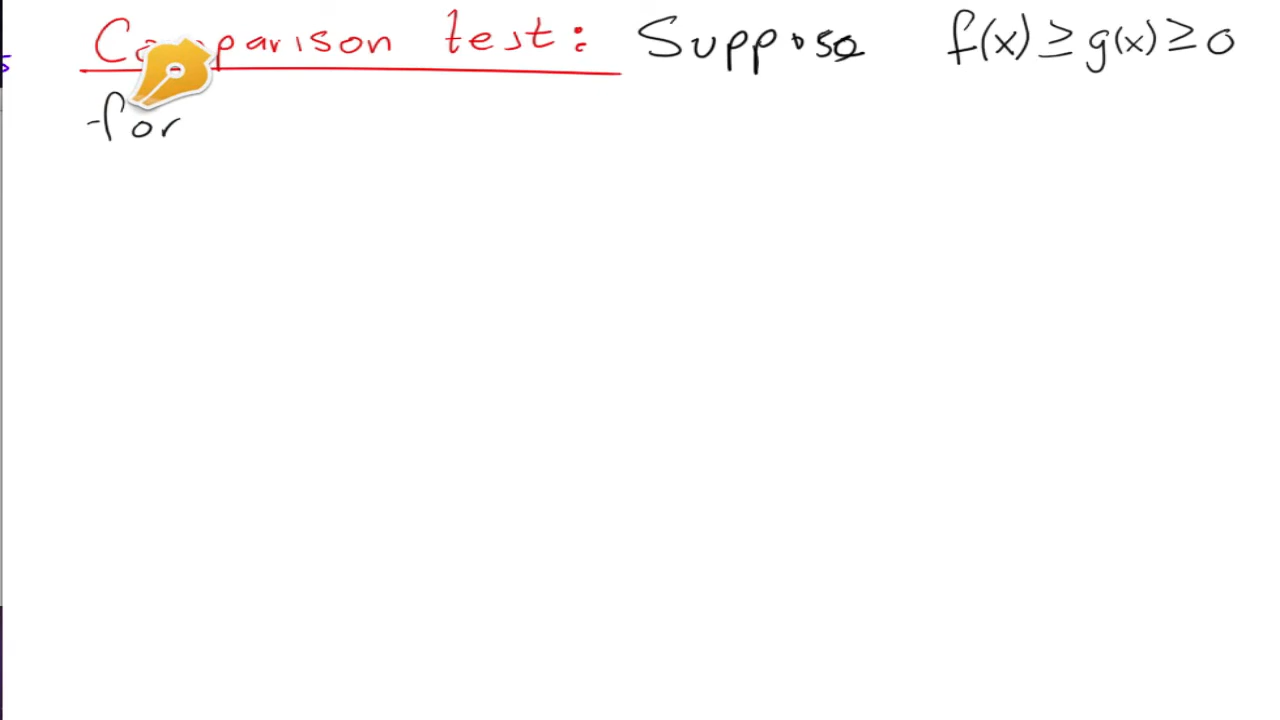 Comparison test: Suppose f(x) ≥ g(x) ≥ 0
for